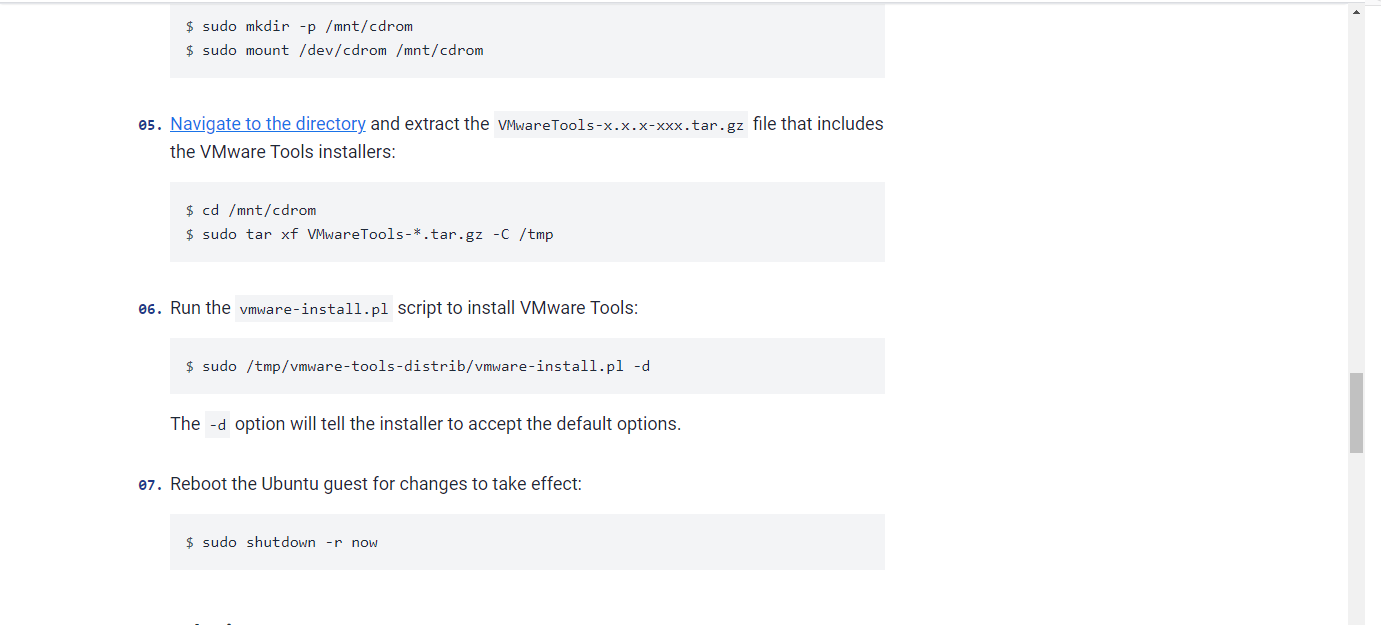 $ sudo mkdir -p /mnt/cdrom
$ sudo mount /dev/cdrom /mnt/cdrom
05. Navigate to the directory and extract the VMwareTools-x.x.x-xxx.tar.gz file that includes
the VMware Tools installers:
$ cd /mnt/cdrom
$ sudo tar xf VMwareTools-*.tar.gz -C /tmp
06. Run the vmware-install.pl script to install VMware Tools:
$ sudo /tmp/vmware-tools-distrib/vmware-install.pl -d
The -d option will tell the installer to accept the default options.
07. Reboot the Ubuntu guest for changes to take effect:
$ sudo shutdown -r now